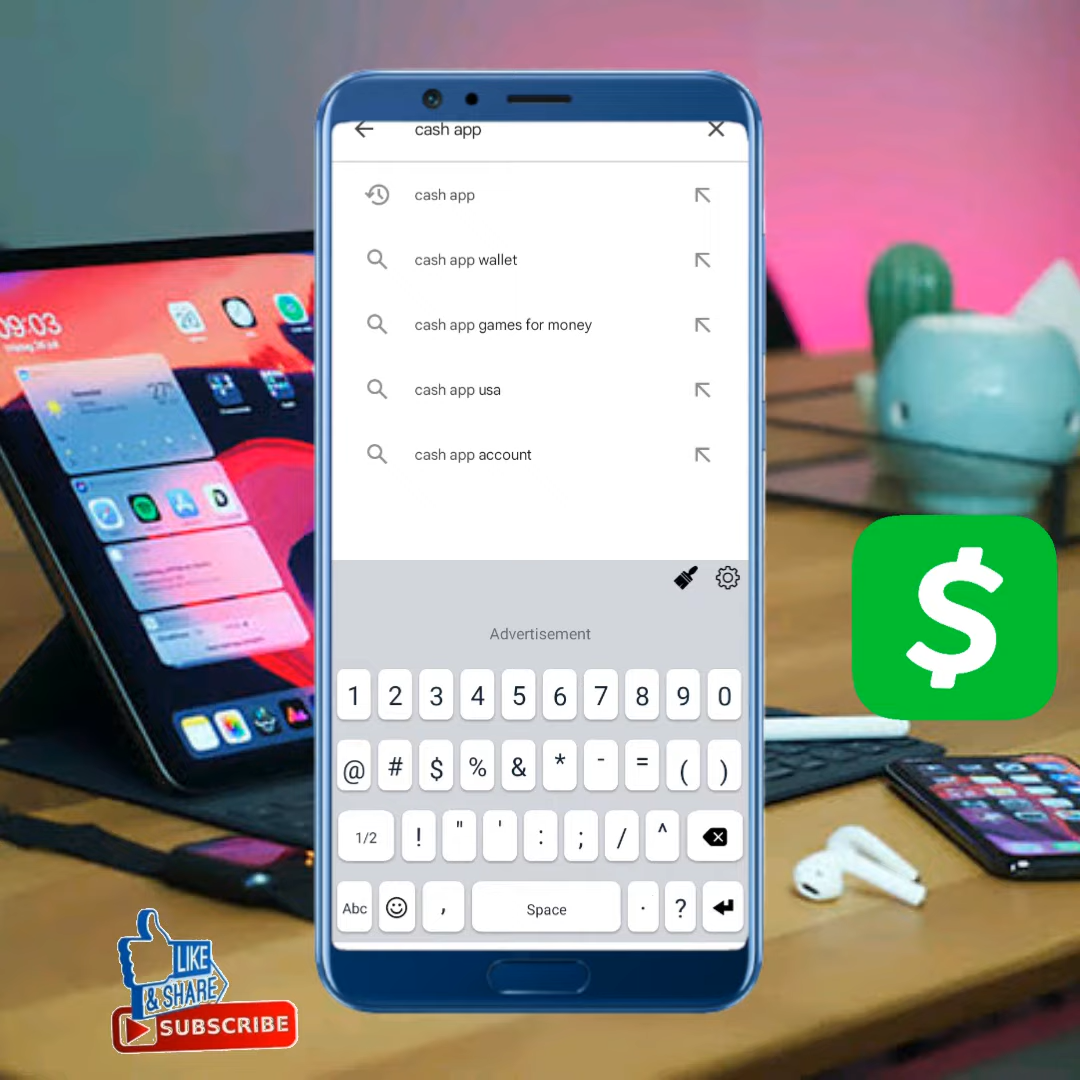 cash app
cash app
cash app wallet
cash app games for money
cash app usa
cash app account
09:03
Advertisement
1 2 3 4 5 6 7 8 9 0
@ # $ % & * - = ( )
1/2 ! " ' : ; / ^
Abc , Space . ?
$
LIKE
& SHARE
SUBSCRIBE